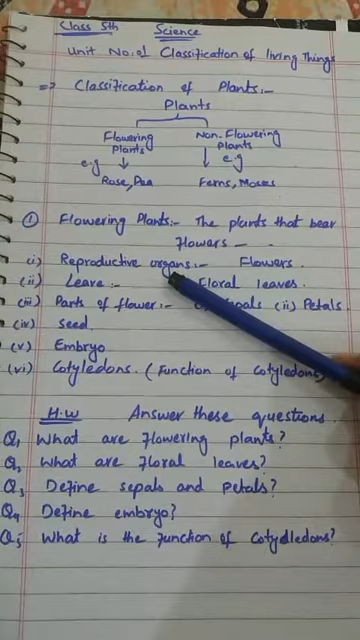 Class 5th Science
Unit No.01 Classification of living Things
=> Classification of Plants:-
Plants
Flowering Plants Non-Flowering Plants
e.g e.g
Rose, Pea Ferns, Moses
① Flowering Plants:- The plants that bear
flowers -
(i) Reproductive organs:- Flowers.
(ii) Leave:- Floral leaves.
(iii) Parts of flower:- (ii) Petals.
(iv) Seed.
(v) Embryo
(vi) Cotyledons. (Function of Cotyledons)
H.W Answer these questions.
Q1 What are flowering plants?
Q2 What are floral leaves?
Q3 Define sepals and petals?
Q4 Define embryo?
Q5 What is the function of Cotydledons?